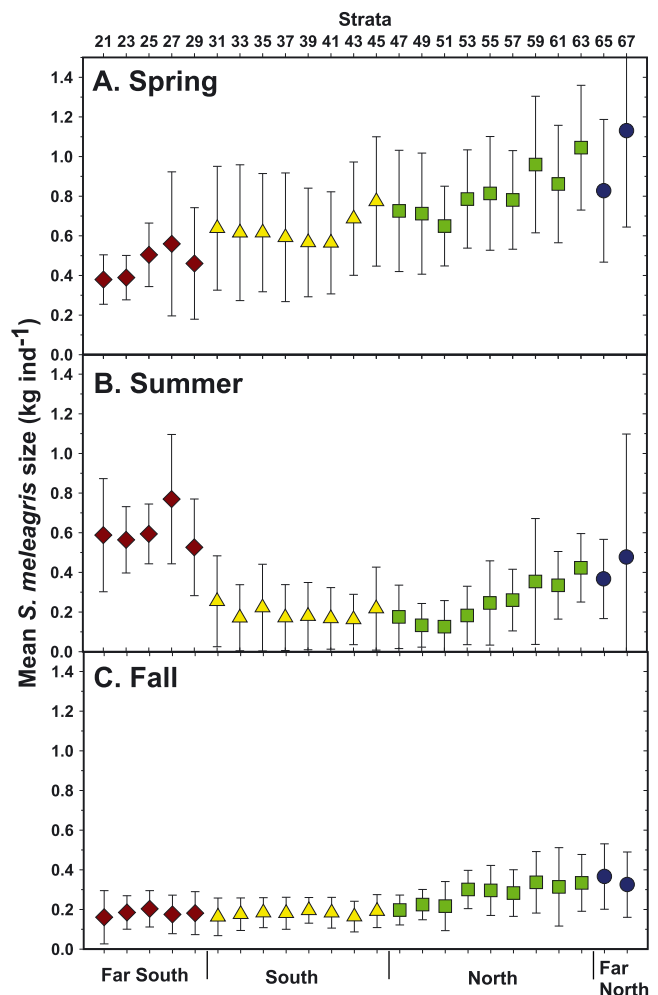 Strata
21 23 25 27 29 31 33 35 37 39 41 43 45 47 49 51 53 55 57 59 61 63 65 67
Mean S. meleagris size (kg ind-1)
A. Spring
1.4
1.2
1.0
0.8
0.6
0.4
0.2
0.0
B. Summer
1.4
1.2
1.0
0.8
0.6
0.4
0.2
0.0
C. Fall
1.4
1.2
1.0
0.8
0.6
0.4
0.2
0.0
Far South
South
North
Far
North